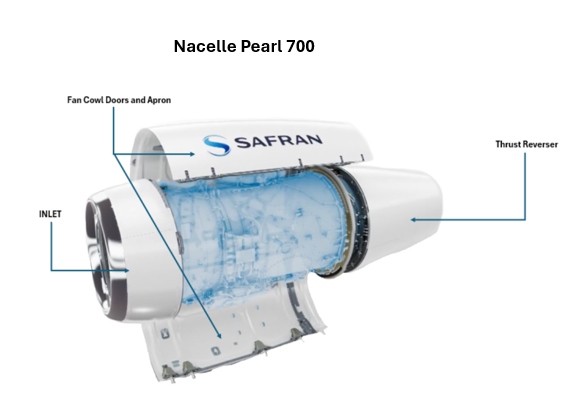 Nacelle Pearl 700
Fan Cowl Doors and Apron
SAFRAN
Thrust Reverser
INLET